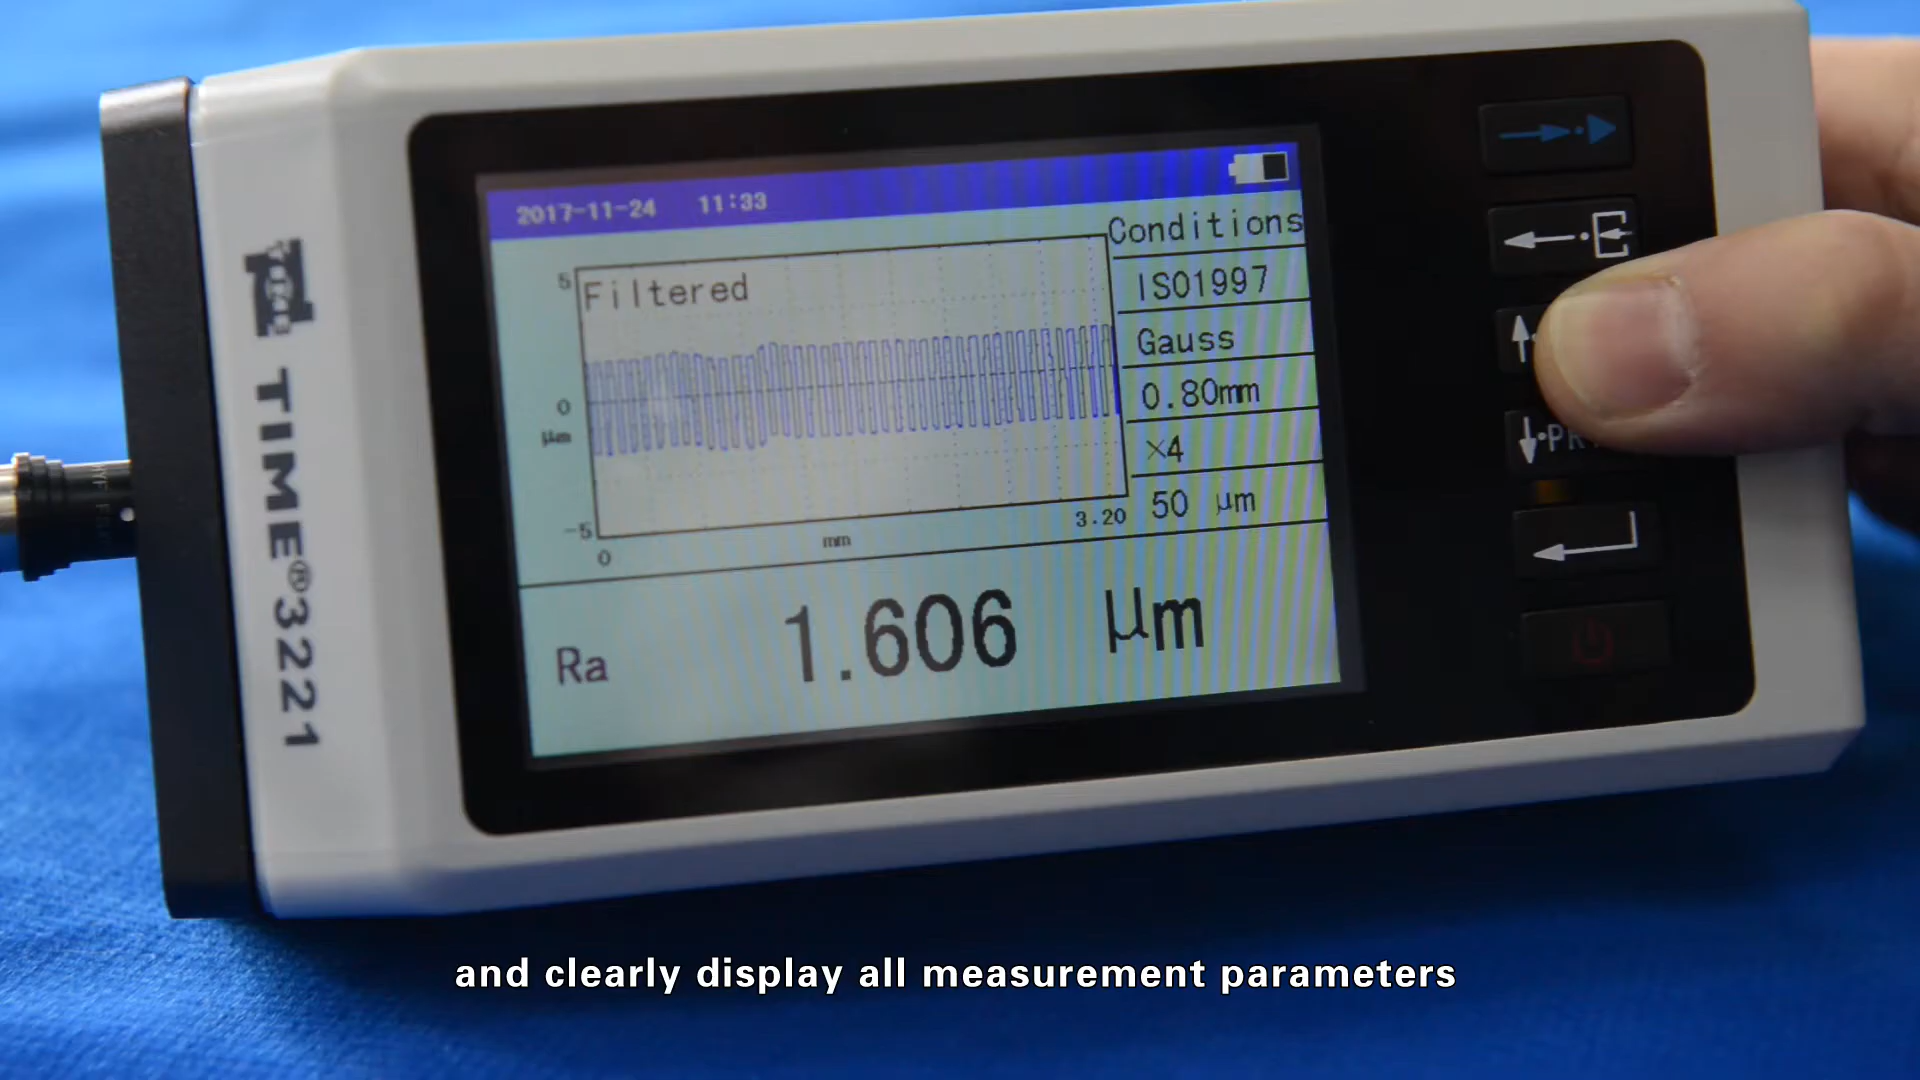 2017-11-24 11:33
Conditions
ISO1997
Gauss
0.80mm
×4
50 μm
Filtered
5
0
μm
-5
0
mm
3.20
Ra 1.606 μm
TIME
TIME®3221
and clearly display all measurement parameters